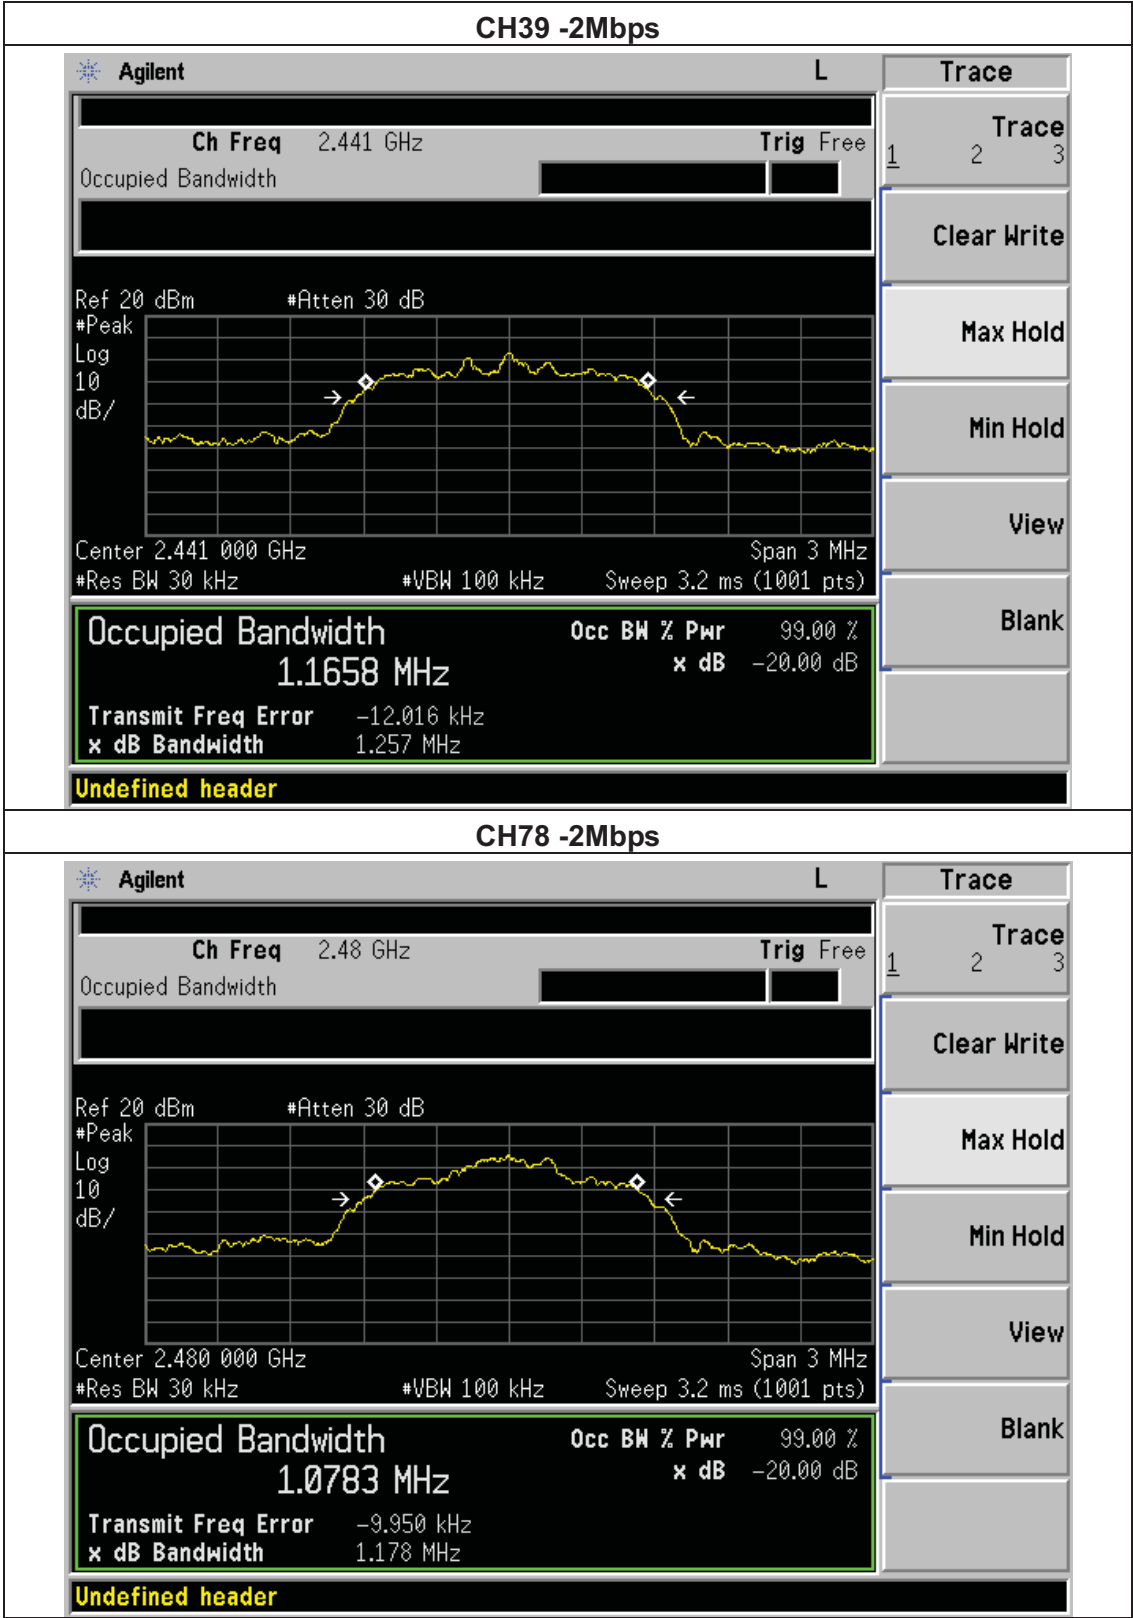 CH39 -2Mbps
Agilent L Trace
Ch Freq 2.441 GHz Trig Free
Occupied Bandwidth
Trace
1 2 3
Clear Write
Max Hold
Min Hold
View
Blank
Ref 20 dBm #Atten 30 dB
#Peak
Log
10
dB/
Center 2.441 000 GHz Span 3 MHz
#Res BW 30 kHz #VBW 100 kHz Sweep 3.2 ms (1001 pts)
Occupied Bandwidth Occ BW % Pwr 99.00 %
1.1658 MHz x dB -20.00 dB
Transmit Freq Error -12.016 kHz
x dB Bandwidth 1.257 MHz
Undefined header
CH78 -2Mbps
Agilent L Trace
Ch Freq 2.48 GHz Trig Free
Occupied Bandwidth
Trace
1 2 3
Clear Write
Max Hold
Min Hold
View
Blank
Ref 20 dBm #Atten 30 dB
#Peak
Log
10
dB/
Center 2.480 000 GHz Span 3 MHz
#Res BW 30 kHz #VBW 100 kHz Sweep 3.2 ms (1001 pts)
Occupied Bandwidth Occ BW % Pwr 99.00 %
1.0783 MHz x dB -20.00 dB
Transmit Freq Error -9.950 kHz
x dB Bandwidth 1.178 MHz
Undefined header